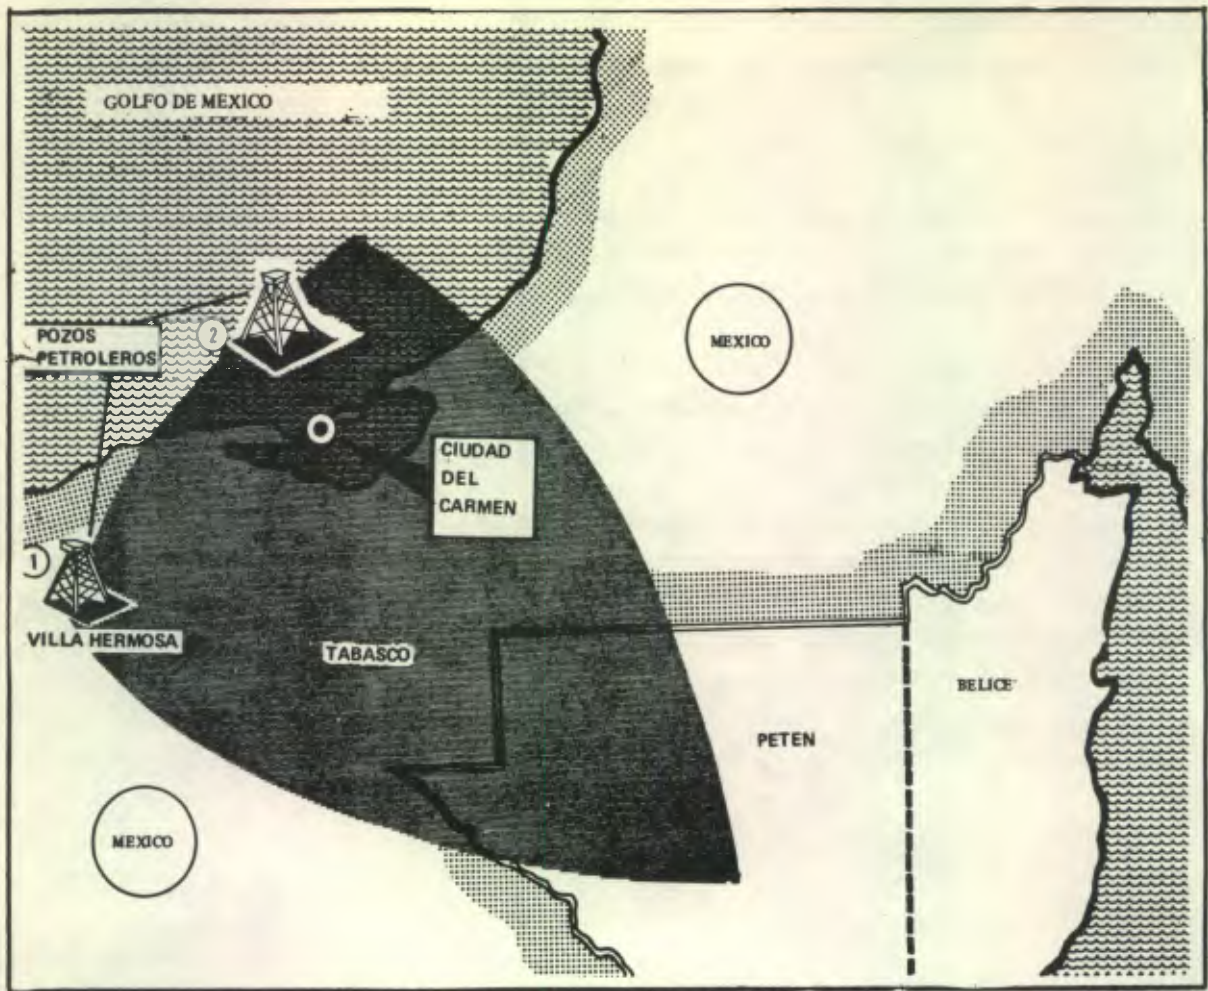 GOLFO DE MEXICO
POZOS
PETROLEROS
2
MEXICO
CIUDAD
DEL
CARMEN
1
VILLA HERMOSA
TABASCO
BELICE
PETEN
MEXICO